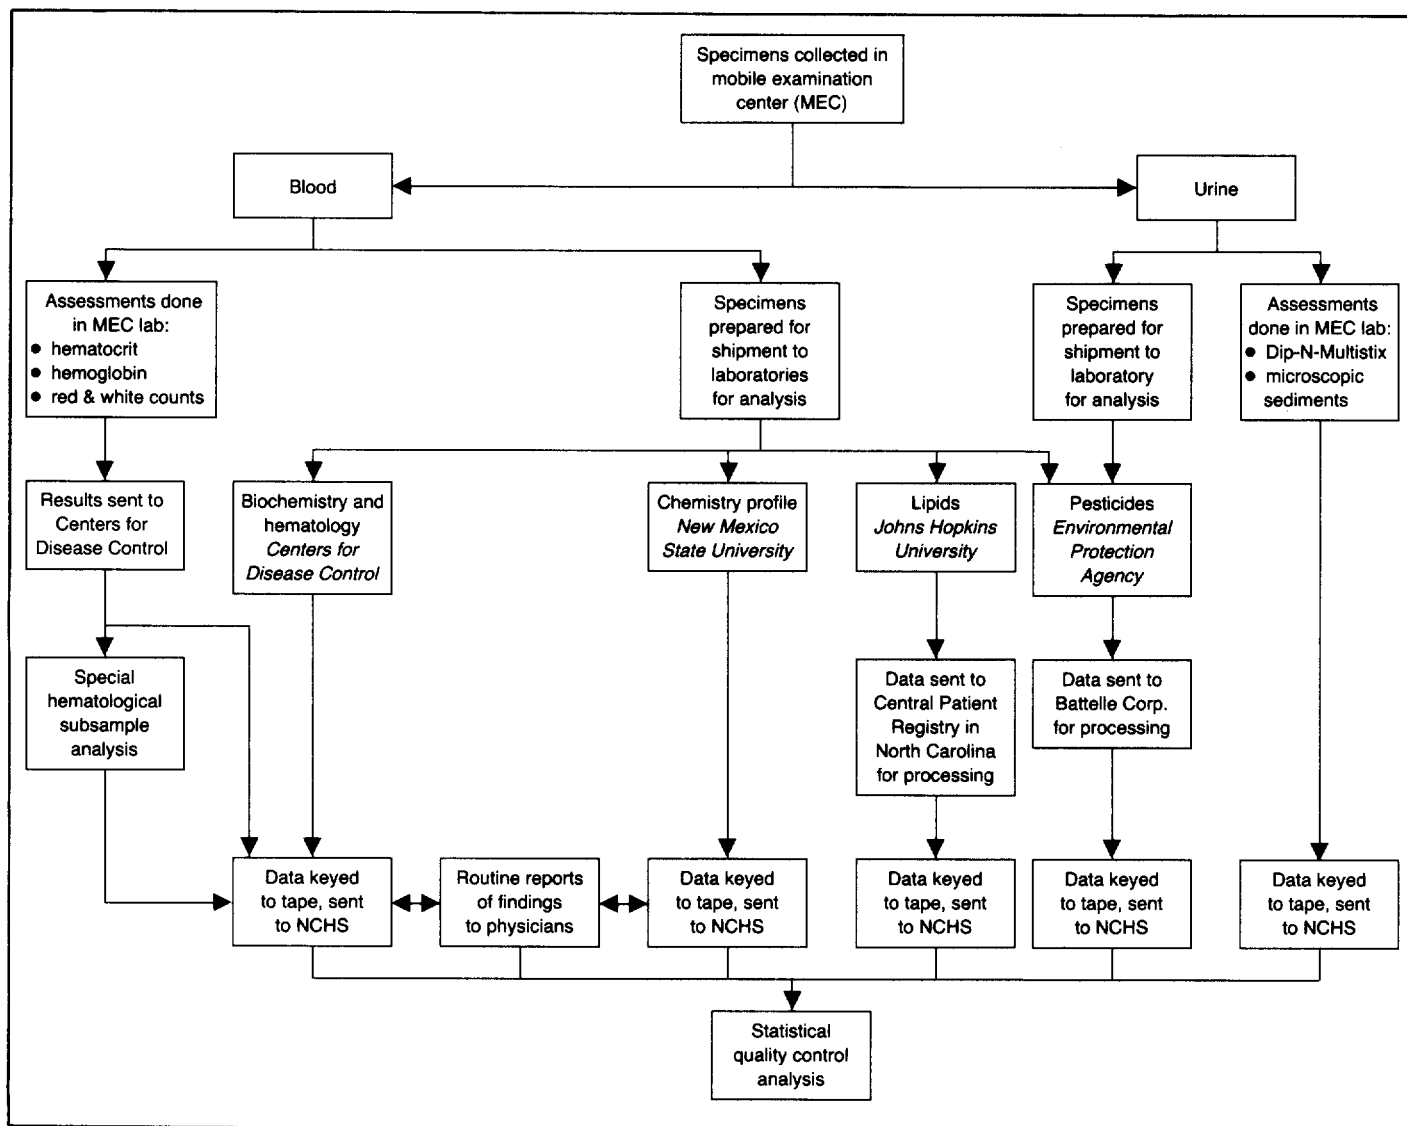 Specimens collected in
mobile examination
center (MEC)
Blood
Urine
Assessments done
in MEC lab:
● hematocrit
● hemoglobin
● red & white counts
Specimens
prepared for
shipment to
laboratories
for analysis
Specimens
prepared for
shipment to
laboratory
for analysis
Assessments
done in MEC lab:
● Dip-N-Multistix
● microscopic
sediments
Results sent to
Centers for
Disease Control
Biochemistry and
hematology
Centers for
Disease Control
Chemistry profile
New Mexico
State University
Lipids
Johns Hopkins
University
Pesticides
Environmental
Protection
Agency
Special
hematological
subsample
analysis
Data sent to
Central Patient
Registry in
North Carolina
for processing
Data sent to
Battelle Corp.
for processing
Data keyed
to tape, sent
to NCHS
Routine reports
of findings
to physicians
Data keyed
to tape, sent
to NCHS
Data keyed
to tape, sent
to NCHS
Data keyed
to tape, sent
to NCHS
Data keyed
to tape, sent
to NCHS
Statistical
quality control
analysis